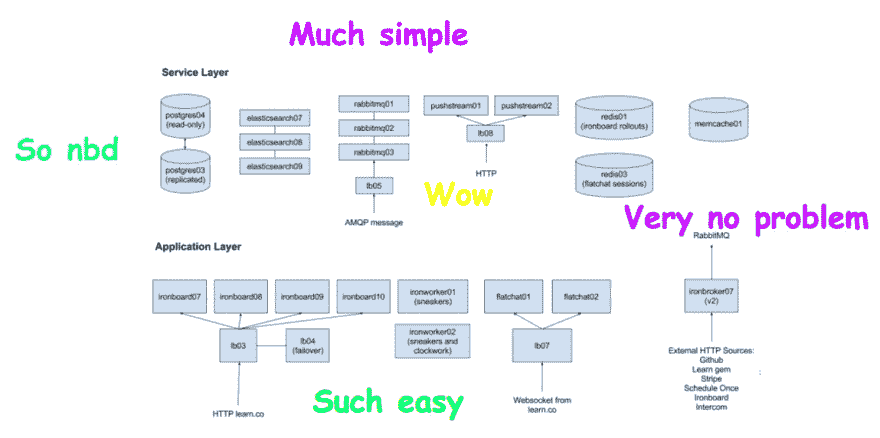 Much simple
Service Layer
postgres04
(read-only)
postgres03
(replicated)
elasticsearch07
elasticsearch08
elasticsearch09
rabbitmq01
rabbitmq02
rabbitmq03
lb05
AMQP message
pushstream01
pushstream02
lb08
HTTP
redis01
(ironboard rollouts)
redis03
(flatchat sessions)
memcache01
So nbd
Wow
Very no problem
Application Layer
ironboard07
ironboard08
ironboard09
ironboard10
lb03
lb04
(failover)
HTTP learn.co
ironworker01
(sneakers)
ironworker02
(sneakers and
clockwork)
flatchat01
flatchat02
lb07
Websocket from
learn.co
RabbitMQ
ironbroker07
(v2)
External HTTP Sources:
Github
Learn gem
Stripe
Schedule Once
Ironboard
Intercom
Such easy